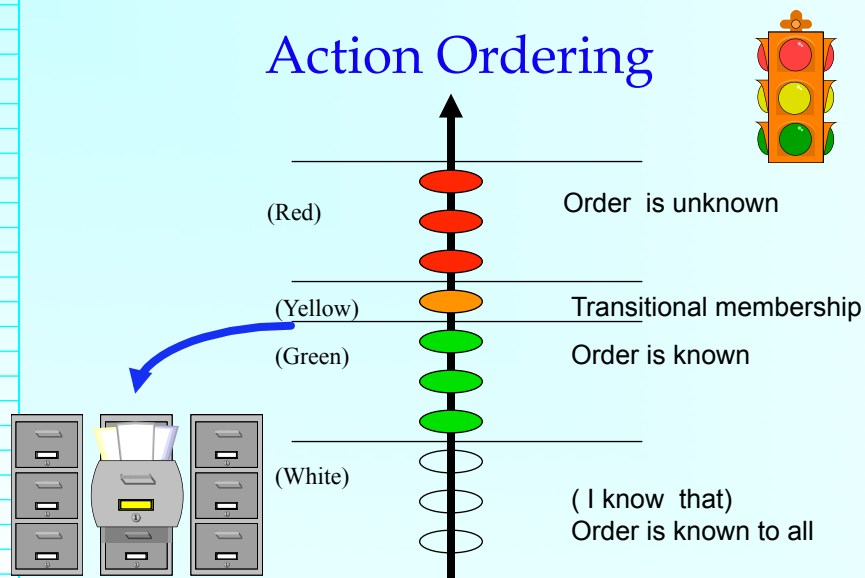 Action Ordering
(Red)
Order is unknown
(Yellow)
Transitional membership
(Green)
Order is known
(White)
( I know that)
Order is known to all